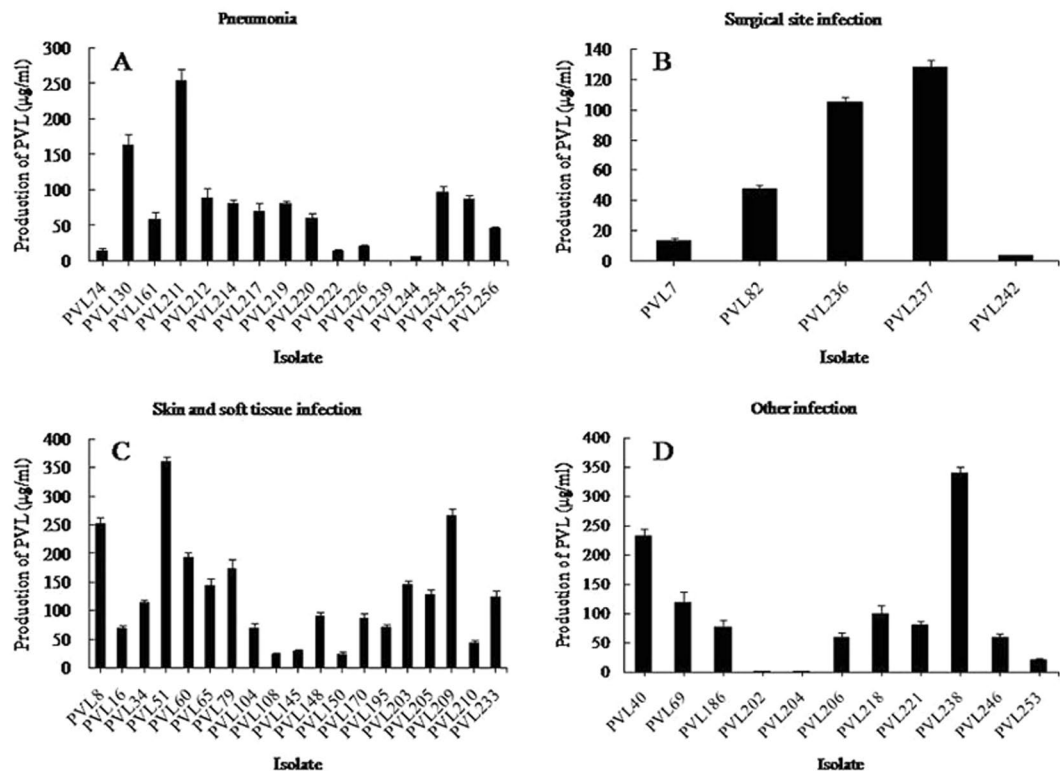 Pneumonia
A
Production of PVL (µg/ml)
300
250
200
150
100
50
0
PVL74
PVL130
PVL161
PVL211
PVL212
PVL214
PVL217
PVL219
PVL220
PVL222
PVL226
PVL239
PVL244
PVL254
PVL255
PVL256
Isolate
Surgical site infection
B
Production of PVL (µg/ml)
140
120
100
80
60
40
20
0
PVL7
PVL82
PVL236
PVL237
PVL242
Isolate
Skin and soft tissue infection
C
Production of PVL (µg/ml)
400
350
300
250
200
150
100
50
0
PVL8
PVL16
PVL34
PVL51
PVL60
PVL65
PVL79
PVL104
PVL108
PVL145
PVL148
PVL150
PVL170
PVL195
PVL203
PVL205
PVL209
PVL210
PVL233
Isolate
Other infection
D
Production of PVL (µg/ml)
400
350
300
250
200
150
100
50
0
PVL40
PVL69
PVL186
PVL202
PVL204
PVL206
PVL218
PVL221
PVL238
PVL246
PVL253
Isolate